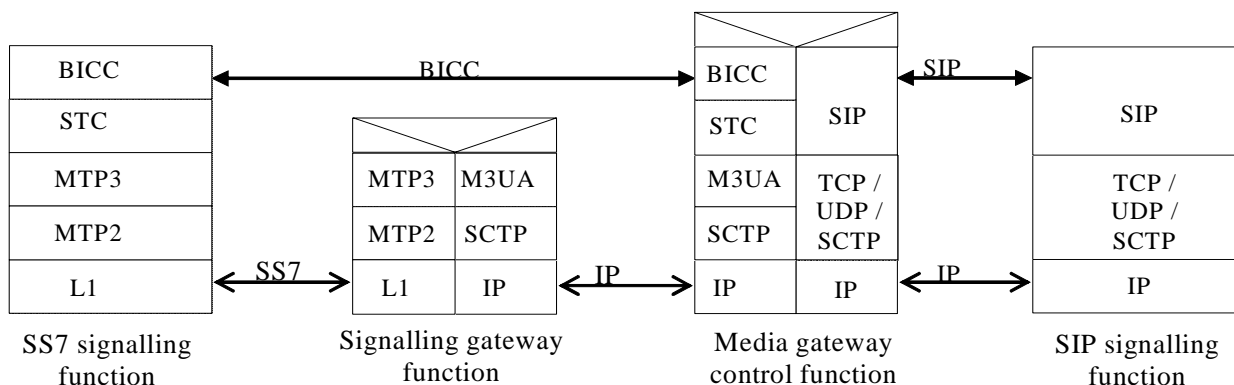 BICC
STC
MTP3
MTP2
L1
SS7 signalling
function
BICC
SS7
MTP3 M3UA
MTP2 SCTP
L1 IP
Signalling gateway
function
IP
BICC
STC
M3UA
SCTP
IP
SIP
TCP /
UDP /
SCTP
IP
Media gateway
control function
SIP
IP
SIP
TCP /
UDP /
SCTP
IP
SIP signalling
function